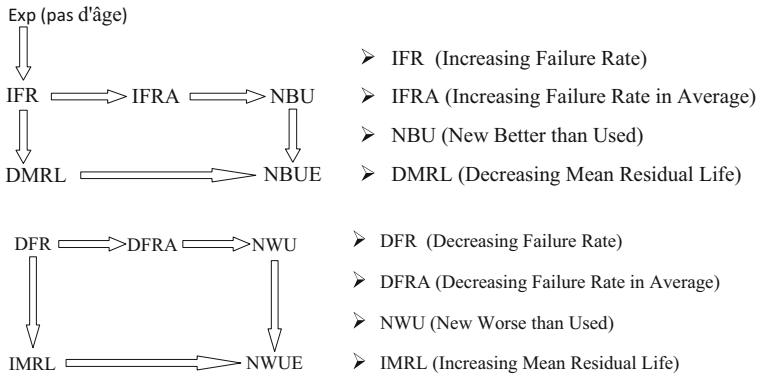 Exp (pas d'âge)
IFR IFRA NBU
DMRL NBUE
➢ IFR (Increasing Failure Rate)
➢ IFRA (Increasing Failure Rate in Average)
➢ NBU (New Better than Used)
➢ DMRL (Decreasing Mean Residual Life)
DFR DFRA NWU
IMRL NWUE
➢ DFR (Decreasing Failure Rate)
➢ DFRA (Decreasing Failure Rate in Average)
➢ NWU (New Worse than Used)
➢ IMRL (Increasing Mean Residual Life)